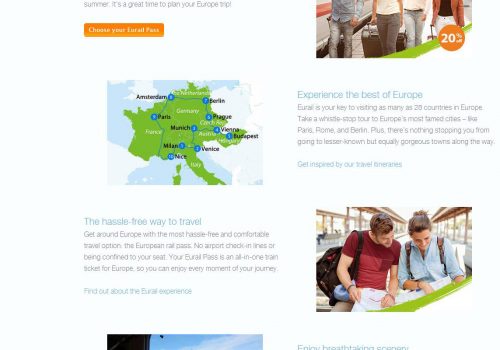 summer. It's a great time to plan your Europe trip!
Choose your Eurail Pass
20%
Experience the best of Europe
Eurail is your key to visiting as many as 28 countries in Europe.
Take a whistle-stop tour to Europe's most famed cities – like
Paris, Rome, and Berlin. Plus, there's nothing stopping you from
going to lesser-known but equally gorgeous towns along the way.
Get inspired by our travel itineraries
The Netherlands
Amsterdam
Berlin
Germany
Paris
Prague
Czech Rep
France
Munich
Vienna
Austria
Budapest
Milan
Venice
Nice
Italy
The hassle-free way to travel
Get around Europe with the most hassle-free and comfortable
travel option: the European rail pass. No airport check-in lines or
being confined to your seat. Your Eurail Pass is an all-in-one train
ticket for Europe, so you can enjoy every moment of your journey.
Find out about the Eurail experience
Enjoy breathtaking scenery